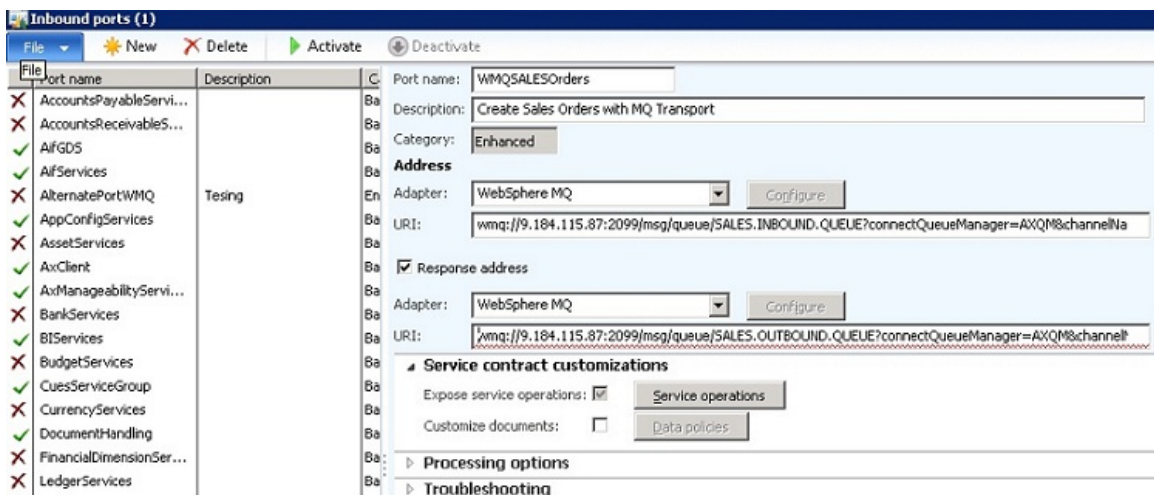 Inbound ports (1)
File New Delete Activate Deactivate
File
Port name Description C
AccountsPayableServi... Ba
AccountsReceivableS... Ba
AifGDS Ba
AifServices Ba
AlternatePortWMQ Tesing En
AppConfigServices Ba
AssetServices Ba
AxClient Ba
AxManageabilityServi... Ba
BankServices Ba
BIServices Ba
BudgetServices Ba
CuesServiceGroup Ba
CurrencyServices Ba
DocumentHandling Ba
FinancialDimensionSer... Ba
LedgerServices Ba
Port name: WMQSALESOrders
Description: Create Sales Orders with MQ Transport
Category: Enhanced
Address
Adapter: WebSphere MQ Configure
URI: wmq://9.184.115.87:2099/msg/queue/SALES.INBOUND.QUEUE?connectQueueManager=AXQM&channelNa
Response address
Adapter: WebSphere MQ Configure
URI: wmq://9.184.115.87:2099/msg/queue/SALES.OUTBOUND.QUEUE?connectQueueManager=AXQM&channel
Service contract customizations
Expose service operations: Service operations
Customize documents: Data policies
Processing options
Troubleshooting